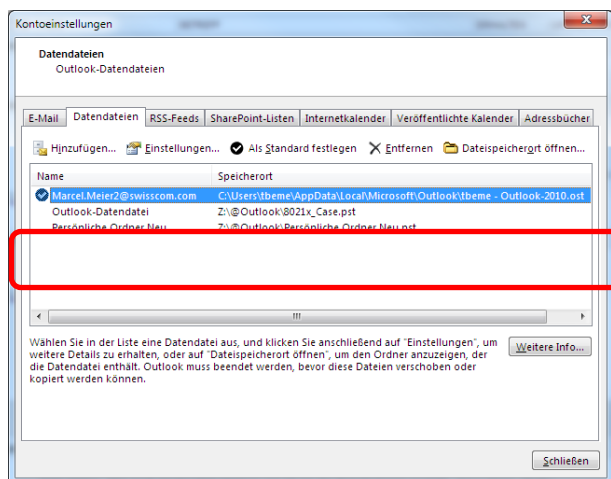 Kontoeinstellungen
Datendateien
Outlook-Datendateien
E-Mail Datendateien RSS-Feeds SharePoint-Listen Internetkalender Veröffentlichte Kalender Adressbücher
Hinzufügen... Einstellungen... Als Standard festlegen Entfernen Dateispeicherort öffnen...
Name Speicherort
Marcel.Meier2@swisscom.com C:\Users\tbeme\AppData\Local\Microsoft\Outlook\tbeme - Outlook-2010.ost
Outlook-Datendatei Z:\@Outlook\8021x_Case.pst
Persönliche Ordner Neu Z:\@Outlook\Persönliche Ordner Neu.pst
Wählen Sie in der Liste eine Datendatei aus, und klicken Sie anschließend auf "Einstellungen", um
weitere Details zu erhalten, oder auf "Dateispeicherort öffnen", um den Ordner anzuzeigen, der
die Datendatei enthält. Outlook muss beendet werden, bevor diese Dateien verschoben oder
kopiert werden können.
Weitere Info...
Schließen